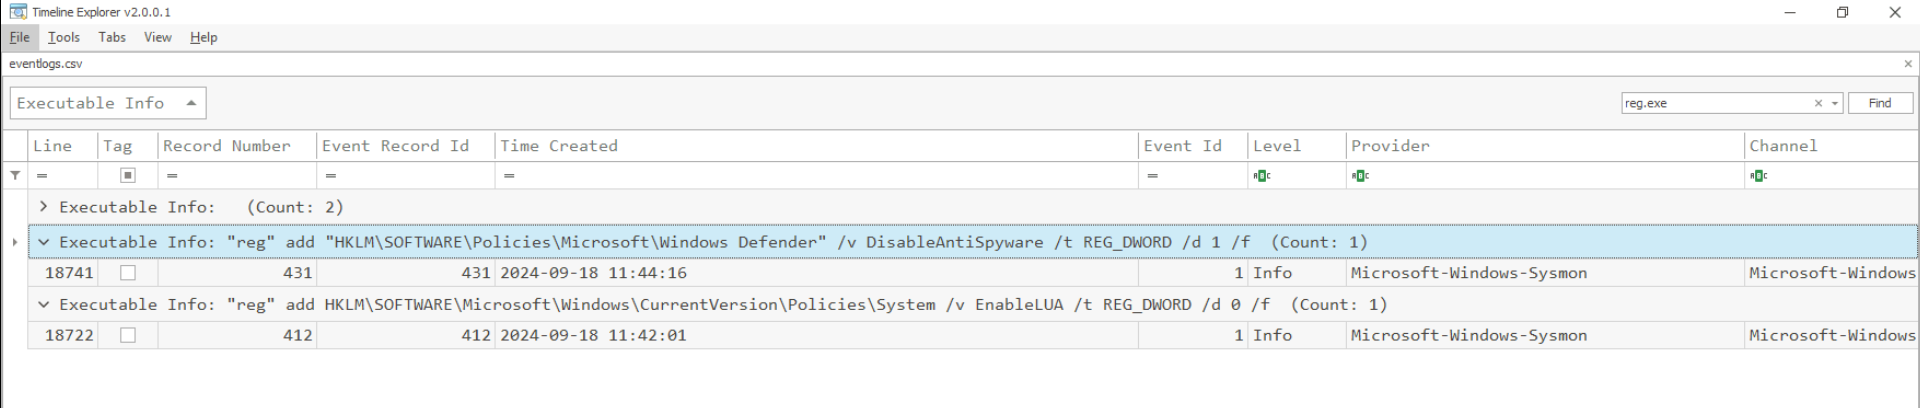 Timeline Explorer v2.0.0.1
File Tools Tabs View Help
eventlogs.csv
Executable Info
reg.exe Find
Line Tag Record Number Event Record Id Time Created Event Id Level Provider Channel
= = = = = ABC ABC ABC
Executable Info: (Count: 2)
Executable Info: "reg" add "HKLM\SOFTWARE\Policies\Microsoft\Windows Defender" /v DisableAntiSpyware /t REG_DWORD /d 1 /f (Count: 1)
18741 431 431 2024-09-18 11:44:16 1 Info Microsoft-Windows-Sysmon Microsoft-Windows
Executable Info: "reg" add HKLM\SOFTWARE\Microsoft\Windows\CurrentVersion\Policies\System /v EnableLUA /t REG_DWORD /d 0 /f (Count: 1)
18722 412 412 2024-09-18 11:42:01 1 Info Microsoft-Windows-Sysmon Microsoft-Windows